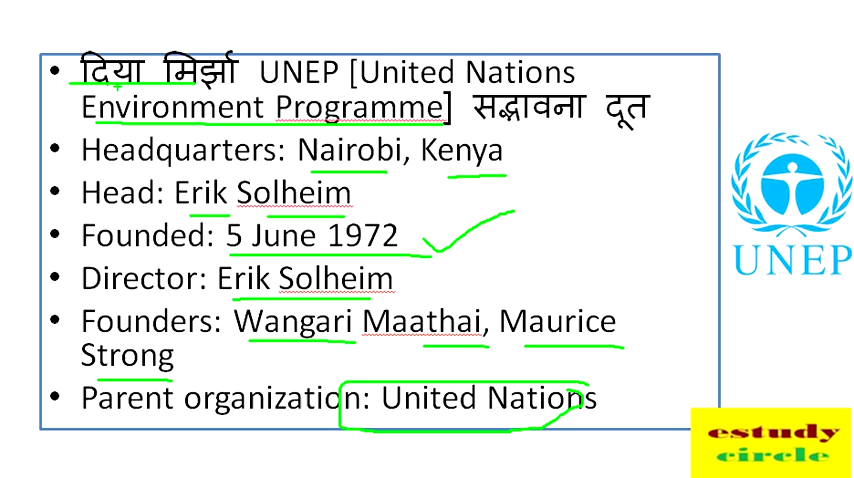 • दिया मिर्झा UNEP [United Nations
Environment Programme] सद्भावना दूत
• Headquarters: Nairobi, Kenya
• Head: Erik Solheim
• Founded: 5 June 1972
• Director: Erik Solheim
• Founders: Wangari Maathai, Maurice
Strong
• Parent organization: United Nations
UNEP
estudy
circle